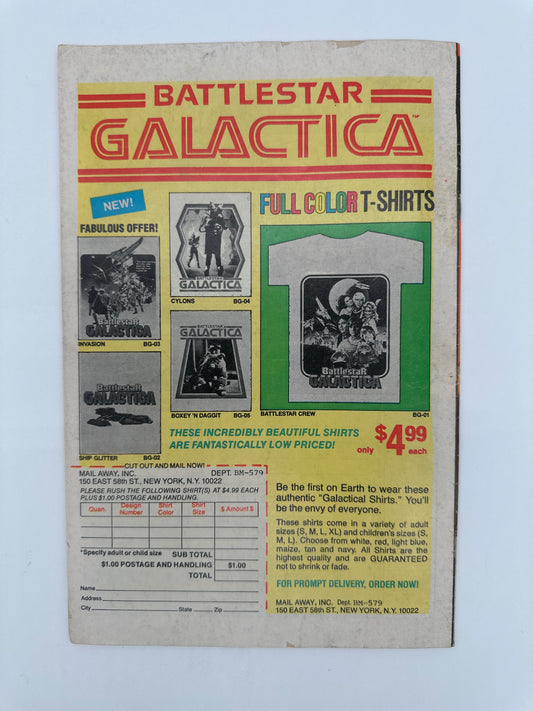 BATTLESTAR
GALACTICA™
NEW!
FABULOUS OFFER!
FULL COLOR T-SHIRTS
Battlestar
GALACTICA
INVASION BG-03
BATTLESTAR
GALACTICA
CYLONS BG-04
BattlestaR
GALACTICA
SHIP GLITTER BG-02
BATTLESTAR
GALACTICA
BOXEY 'N DAGGIT BG-05
BattlestaR
GALACTICA
BATTLESTAR CREW BG-01
THESE INCREDIBLY BEAUTIFUL SHIRTS
ARE FANTASTICALLY LOW PRICED!
only $4.99 each
CUT OUT AND MAIL NOW!
MAIL AWAY, INC. DEPT. BM-579
150 EAST 58th ST., NEW YORK, N.Y. 10022
PLEASE RUSH THE FOLLOWING SHIRT(S) AT $4.99 EACH
PLUS $1.00 POSTAGE AND HANDLING.
Quan. Design Number Shirt Color Shirt Size $ Amount $
*Specify adult or child size SUB TOTAL
$1.00 POSTAGE AND HANDLING $1.00
TOTAL
Name
Address
City State Zip
Be the first on Earth to wear these
authentic "Galactical Shirts." You'll
be the envy of everyone.
These shirts come in a variety of adult
sizes (S, M, L, XL) and children's sizes (S,
M, L). Choose from white, red, light blue,
maize, tan and navy. All Shirts are the
highest quality and are GUARANTEED
not to shrink or fade.
FOR PROMPT DELIVERY, ORDER NOW!
MAIL AWAY, INC. Dept. BM-579
150 EAST 58th ST., NEW YORK, N.Y. 10022